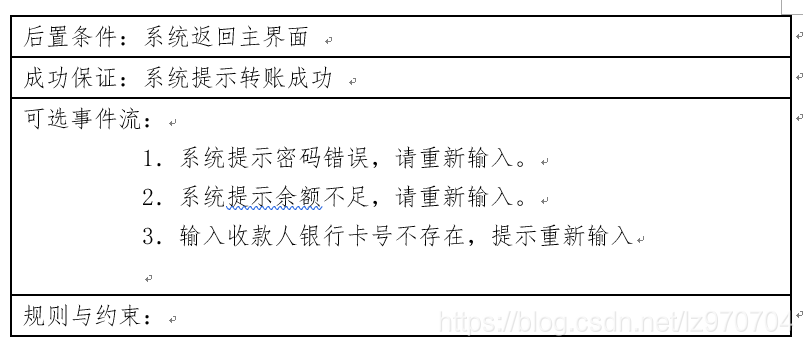 后置条件：系统返回主界面
成功保证：系统提示转账成功
可选事件流：
1．系统提示密码错误，请重新输入。
2．系统提示余额不足，请重新输入。
3．输入收款人银行卡号不存在，提示重新输入
规则与约束：
https://blog.csdn.net/lz970704